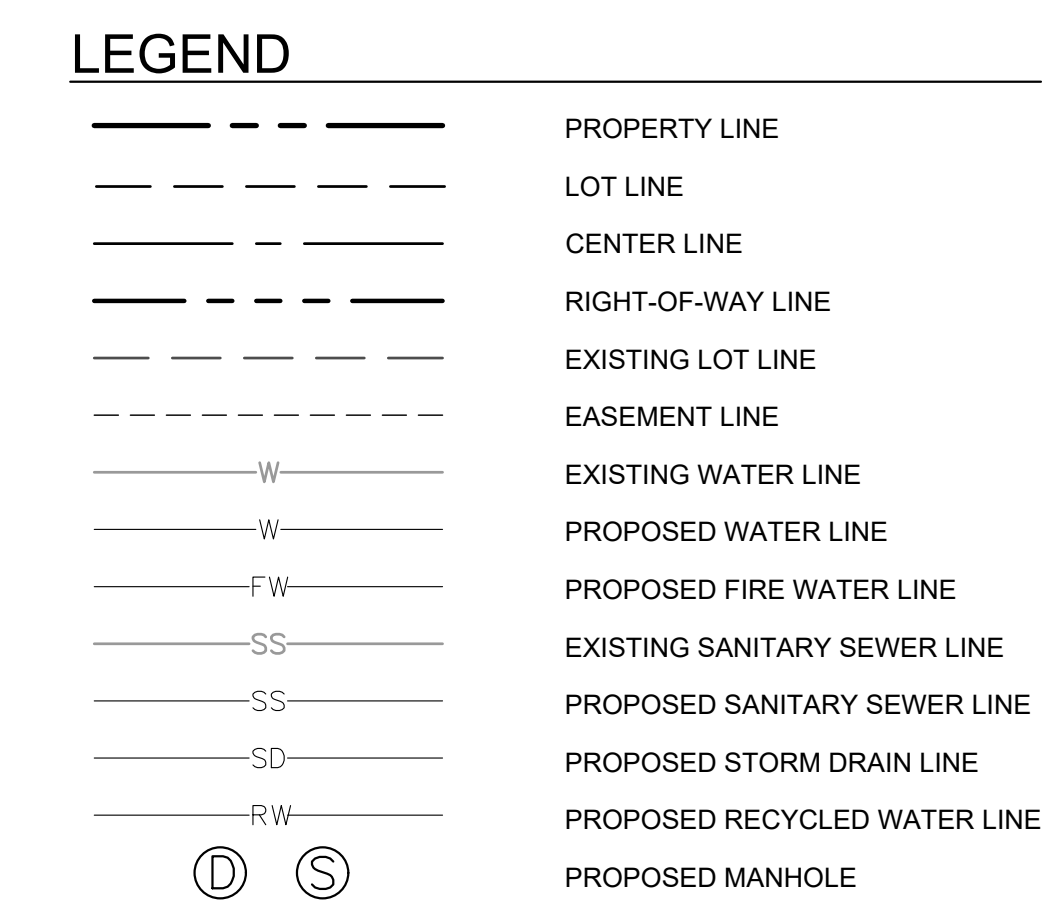 LEGEND
PROPERTY LINE
LOT LINE
CENTER LINE
RIGHT-OF-WAY LINE
EXISTING LOT LINE
EASEMENT LINE
W EXISTING WATER LINE
W PROPOSED WATER LINE
FW PROPOSED FIRE WATER LINE
SS EXISTING SANITARY SEWER LINE
SS PROPOSED SANITARY SEWER LINE
SD PROPOSED STORM DRAIN LINE
RW PROPOSED RECYCLED WATER LINE
D S PROPOSED MANHOLE